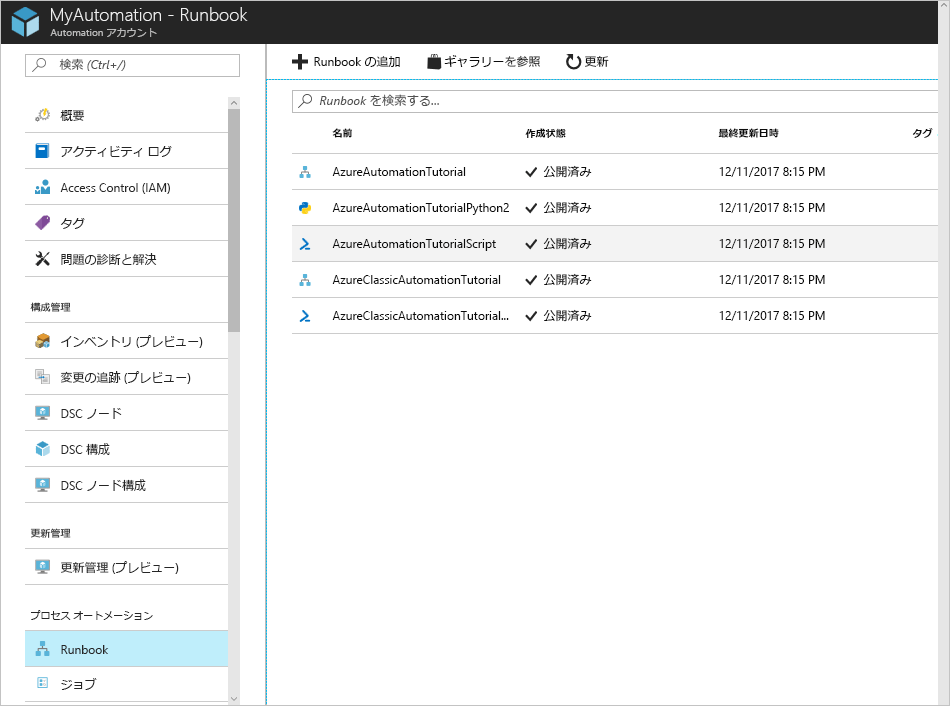 MyAutomation - Runbook
Automation アカウント
検索 (Ctrl+/)
概要
アクティビティ ログ
Access Control (IAM)
タグ
問題の診断と解決
構成管理
インベントリ (プレビュー)
変更の追跡 (プレビュー)
DSC ノード
DSC 構成
DSC ノード構成
更新管理
更新管理 (プレビュー)
プロセス オートメーション
Runbook
ジョブ
Runbook の追加 ギャラリーを参照 更新
Runbook を検索する...
名前 作成状態 最終更新日時 タグ
AzureAutomationTutorial 公開済み 12/11/2017 8:15 PM
AzureAutomationTutorialPython2 公開済み 12/11/2017 8:15 PM
AzureAutomationTutorialScript 公開済み 12/11/2017 8:15 PM
AzureClassicAutomationTutorial 公開済み 12/11/2017 8:15 PM
AzureClassicAutomationTutorial... 公開済み 12/11/2017 8:15 PM